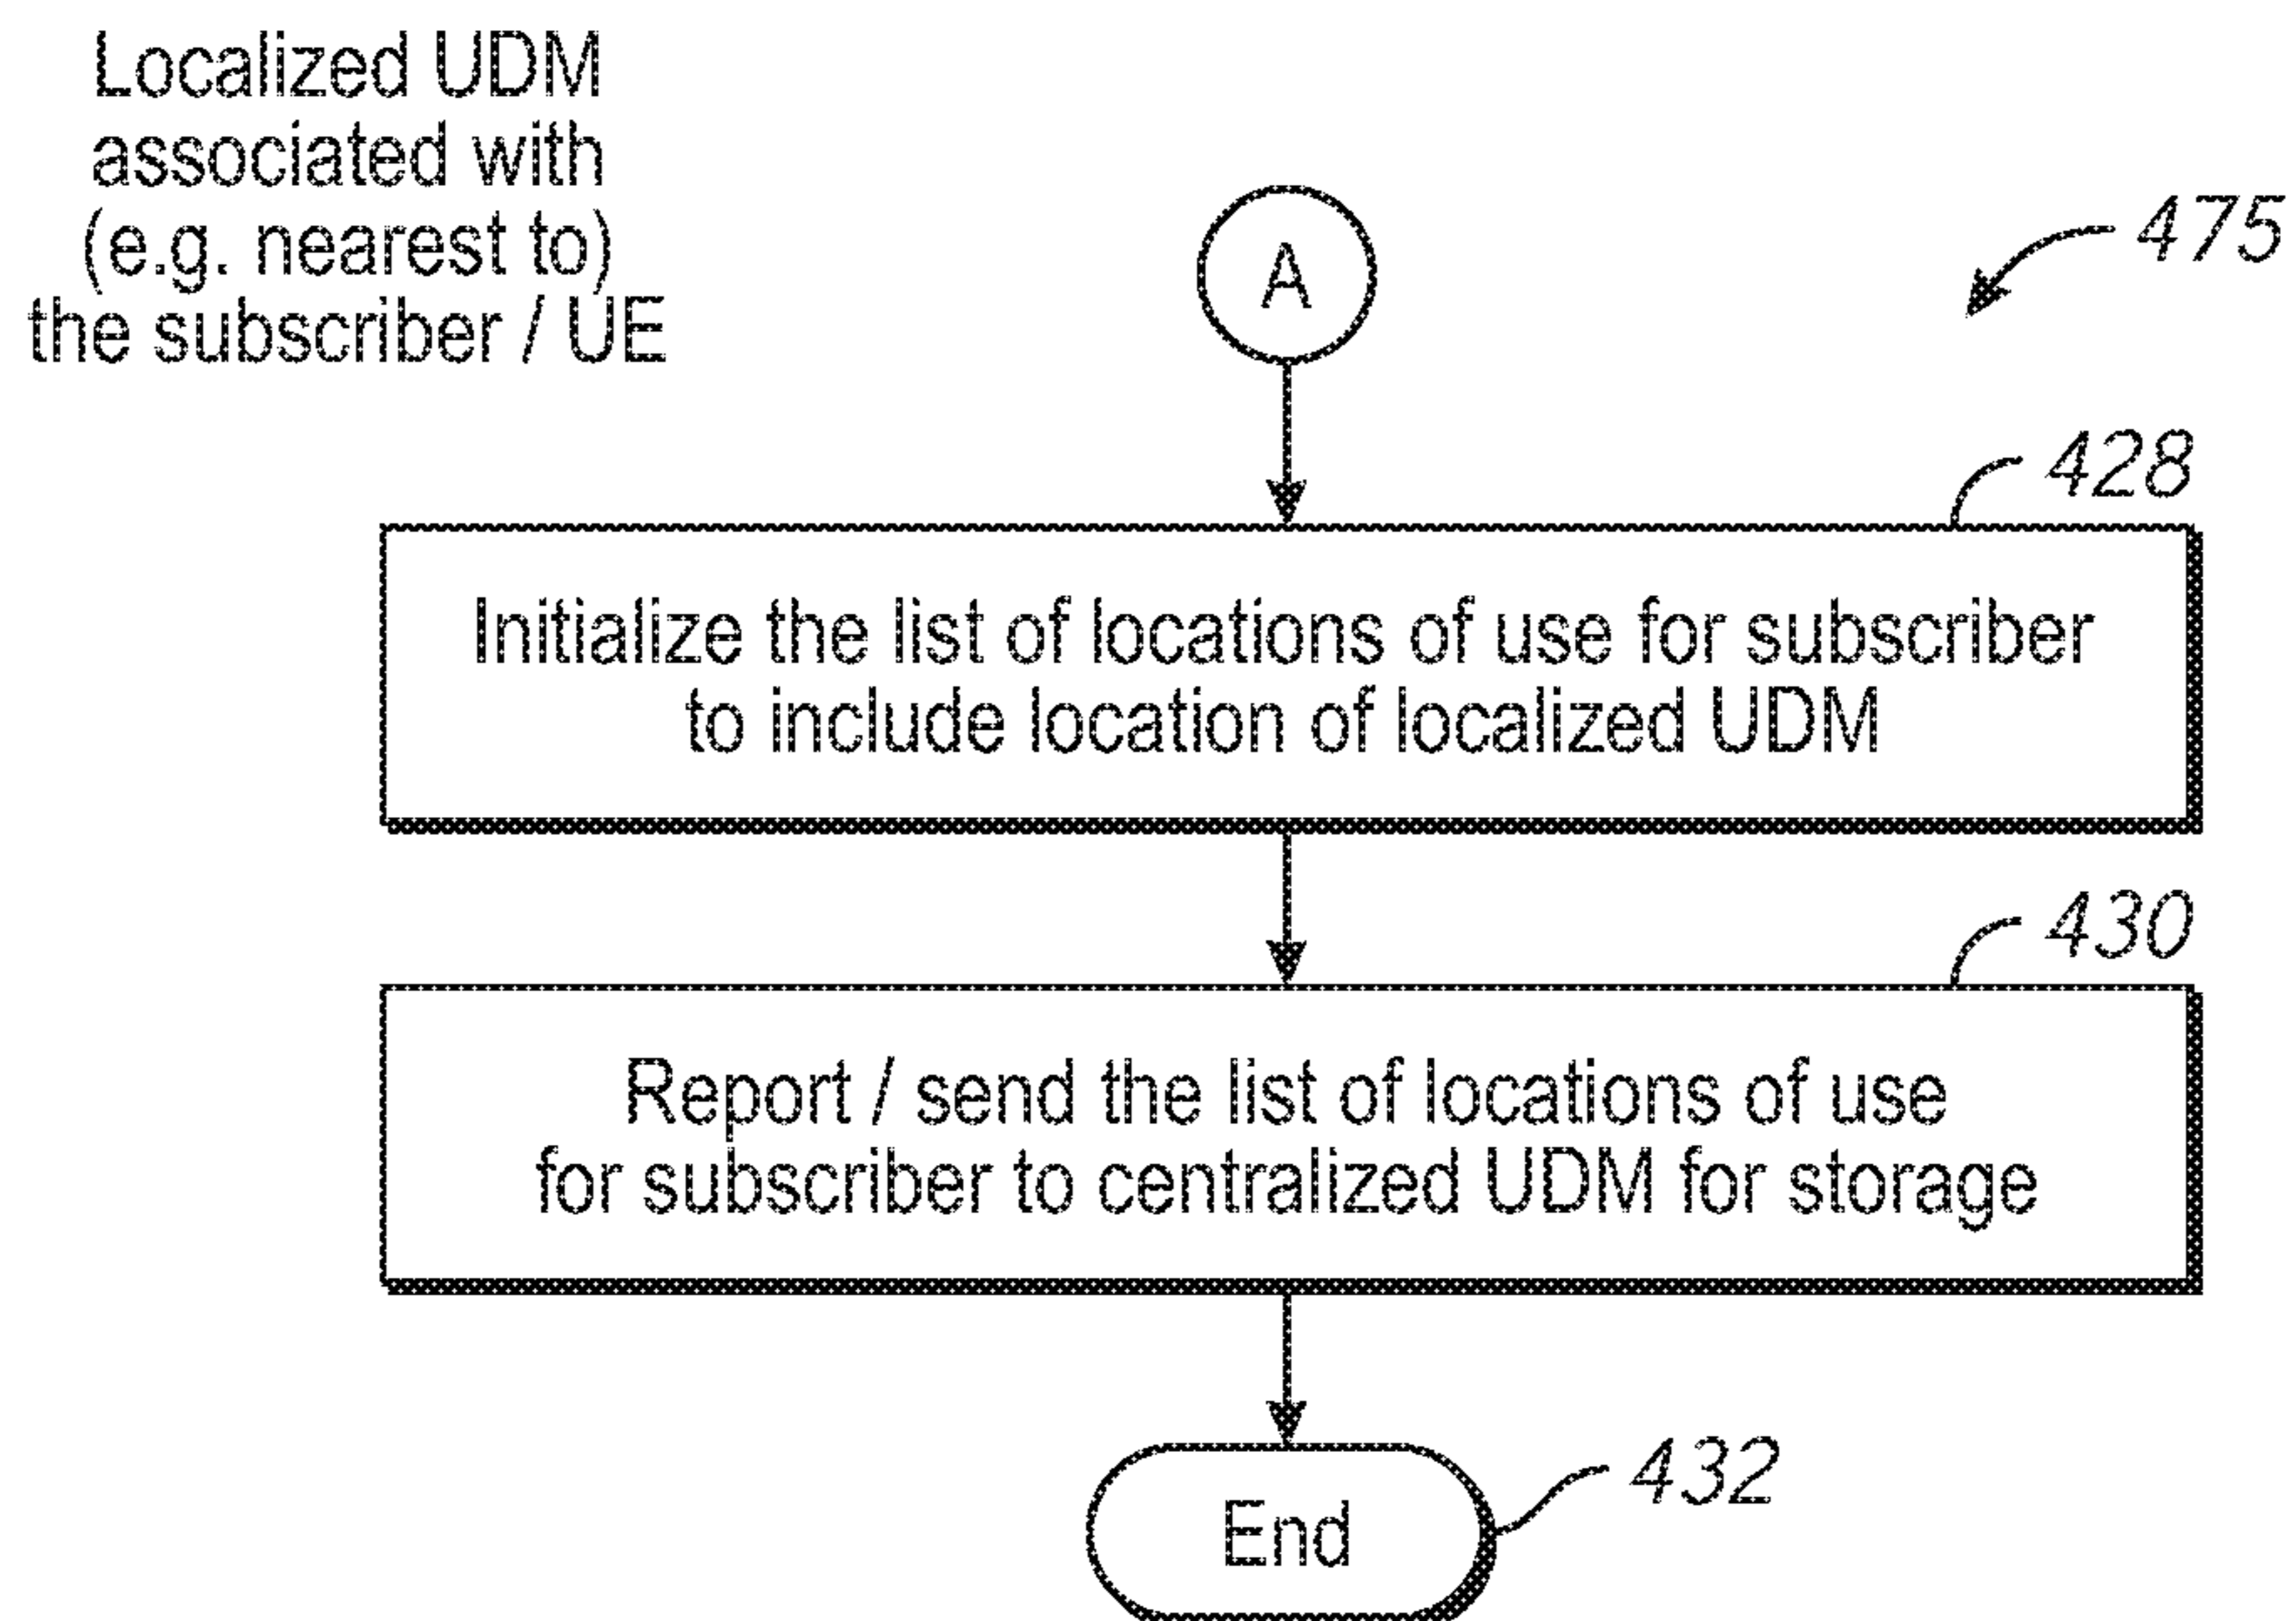 Localized UDM
associated with
(e.g. nearest to)
the subscriber / UE
A
475
428
Initialize the list of locations of use for subscriber
to include location of localized UDM
430
Report / send the list of locations of use
for subscriber to centralized UDM for storage
End
432